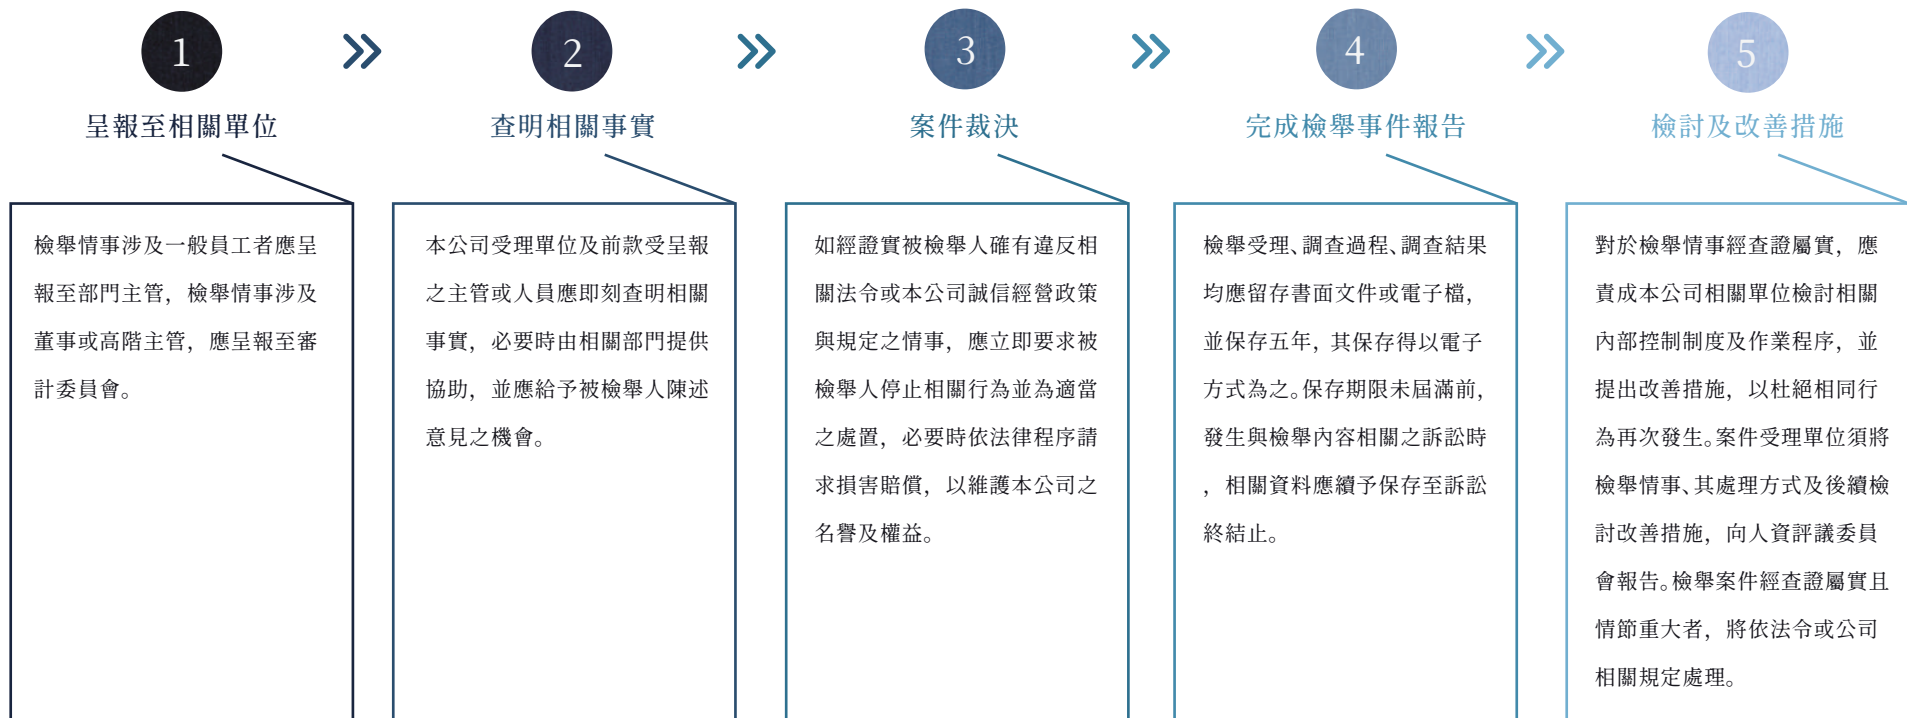 1
呈報至相關單位
檢舉情事涉及一般員工者應呈
報至部門主管，檢舉情事涉及
董事或高階主管，應呈報至審
計委員會。
2
查明相關事實
本公司受理單位及前款受呈報
之主管或人員應即刻查明相關
事實，必要時由相關部門提供
協助，並應給予被檢舉人陳述
意見之機會。
3
案件裁決
如經證實被檢舉人確有違反相
關法令或本公司誠信經營政策
與規定之情事，應立即要求被
檢舉人停止相關行為並為適當
之處置，必要時依法律程序請
求損害賠償，以維護本公司之
名譽及權益。
4
完成檢舉事件報告
檢舉受理、調查過程、調查結果
均應留存書面文件或電子檔，
並保存五年，其保存得以電子
方式為之。保存期限未屆滿前，
發生與檢舉內容相關之訴訟時
，相關資料應續予保存至訴訟
終結止。
5
檢討及改善措施
對於檢舉情事經查證屬實，應
責成本公司相關單位檢討相關
內部控制制度及作業程序，並
提出改善措施，以杜絕相同行
為再次發生。案件受理單位須將
檢舉情事、其處理方式及後續檢
討改善措施，向人資評議委員
會報告。檢舉案件經查證屬實且
情節重大者，將依法令或公司
相關規定處理。